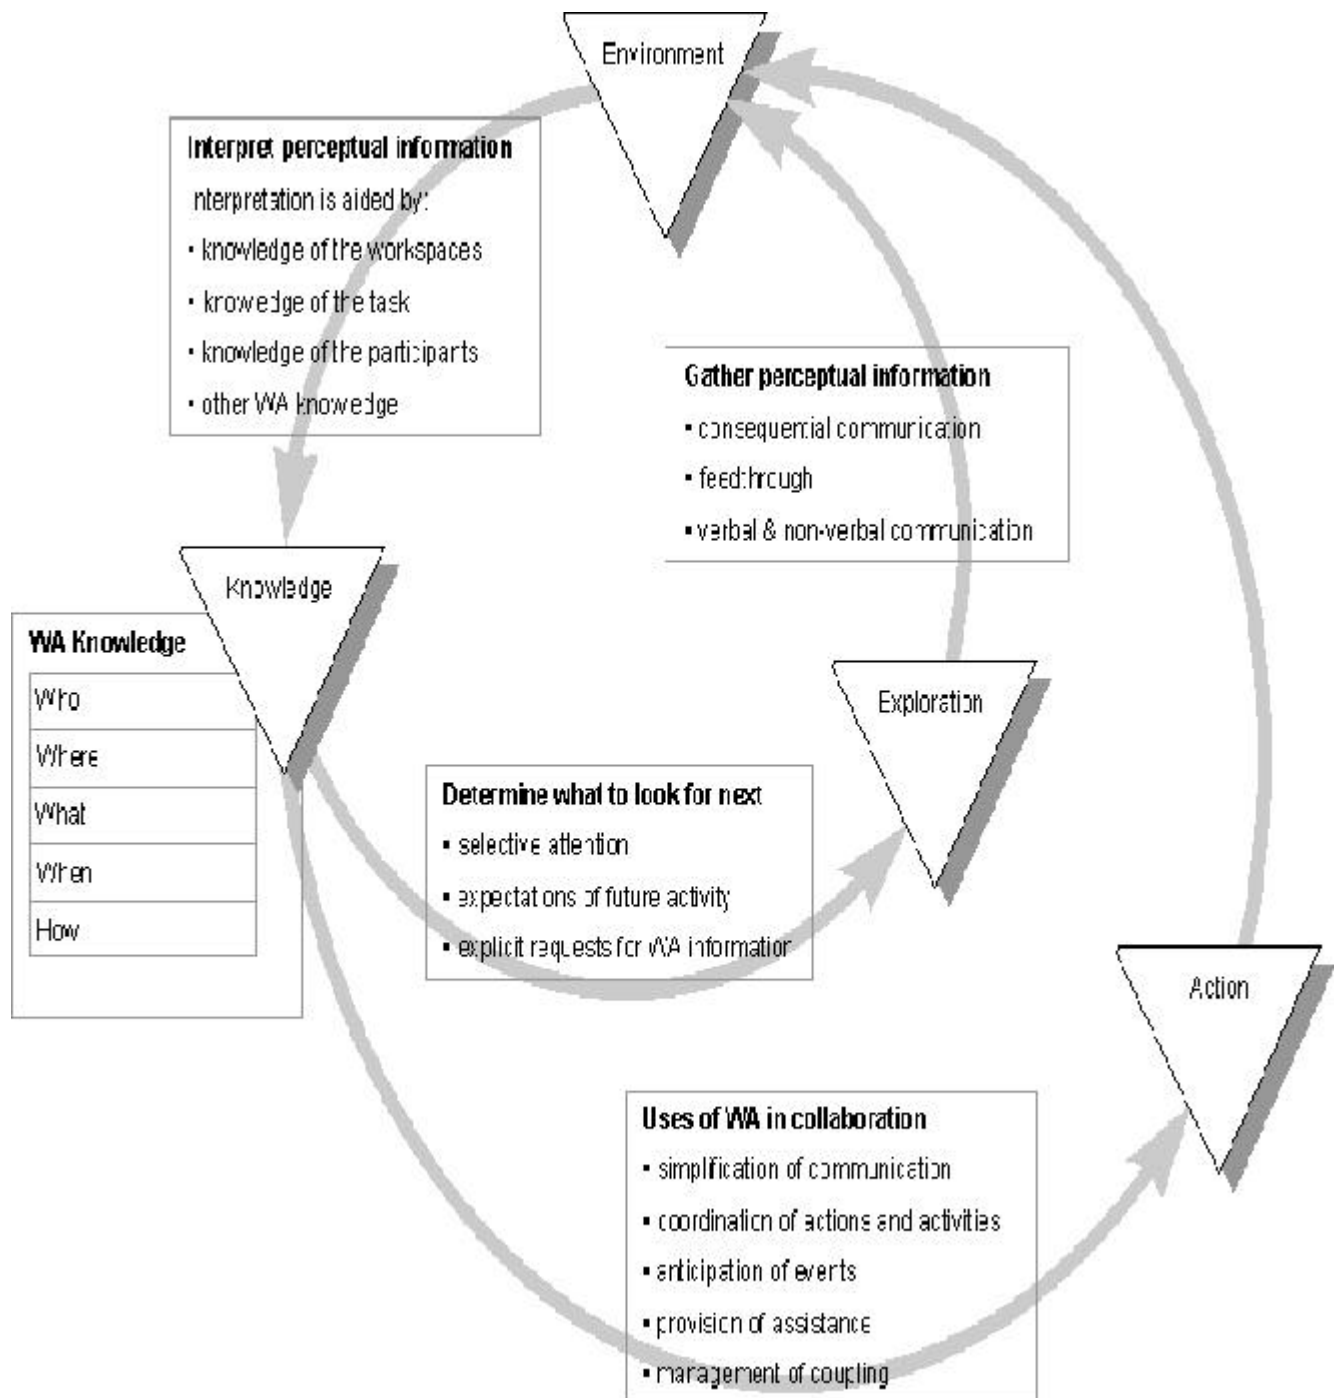 Environment
Interpret perceptual information
Interpretation is aided by:
• knowledge of the workspaces
• knowledge of the task
• knowledge of the participants
• other WA knowledge
Gather perceptual information
• consequential communication
• feedthrough
• verbal & non-verbal communication
Knowledge
WA Knowledge
Who
Where
What
When
How
Exploration
Determine what to look for next
• selective attention
• expectations of future activity
• explicit requests for WA information
Action
Uses of WA in collaboration
• simplification of communication
• coordination of actions and activities
• anticipation of events
• provision of assistance
• management of coupling